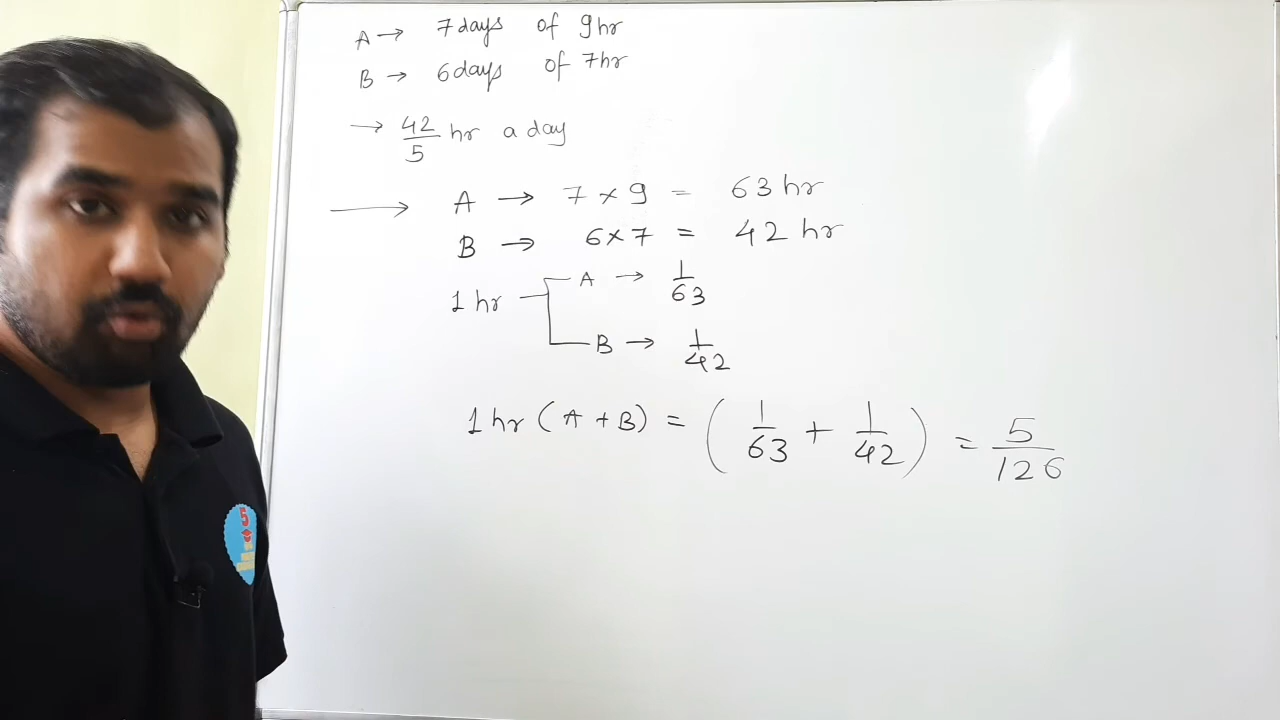 A → 7 days of 9 hr
B → 6 days of 7 hr
→ 42/5 hr a day
→ A → 7 × 9 = 63 hr
B → 6 × 7 = 42 hr
1 hr A → 1/63
B → 1/42
1 hr (A + B) = (1/63 + 1/42) = 5/126
5